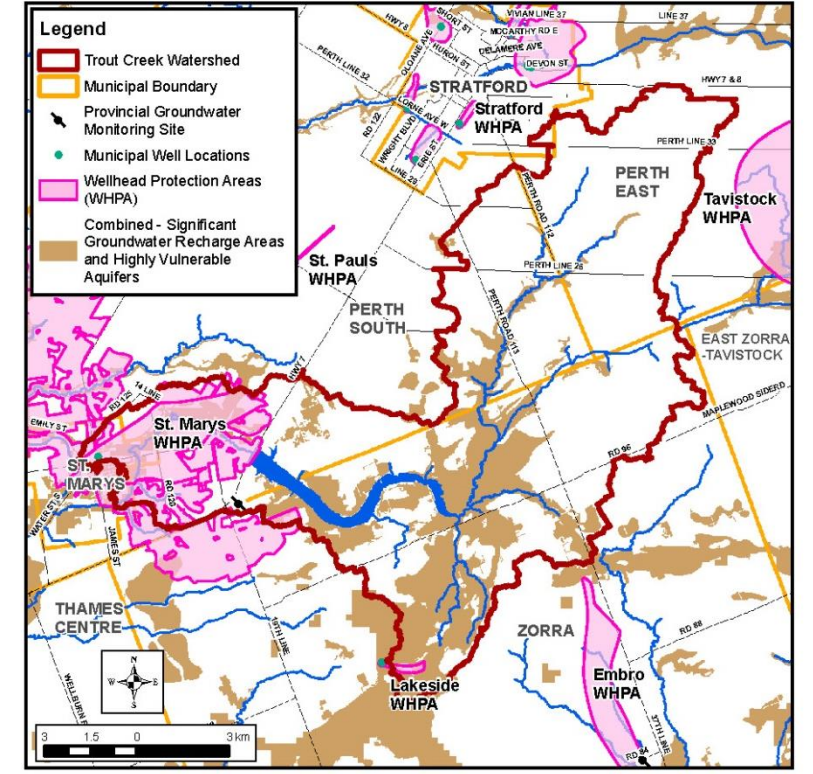 Legend
Trout Creek Watershed
Municipal Boundary
Provincial Groundwater
Monitoring Site
Municipal Well Locations
Wellhead Protection Areas
(WHPA)
Combined - Significant
Groundwater Recharge Areas
and Highly Vulnerable
Aquifers
HWY 8
SHORT ST
VIVIAN LINE 37
LINE 37
MCCARTHY RD E
DELAMERE AVE
HURON ST
OLOANE AVE
DEVON ST
PERTH LINE 32
STRATFORD
HWY 7 & 8
Stratford
WHPA
LORNE AVE W
RD 122
WRIGHT BLVD
ERIE ST
LINE 29
PERTH LINE 33
PERTH
EAST
PERTH ROAD 112
Tavistock
WHPA
St. Pauls
WHPA
PERTH LINE 26
PERTH
SOUTH
PERTH ROAD 113
EAST ZORRA
-TAVISTOCK
HWY 7
14 LINE
RD 123
MAPLEWOOD SIDERD
EMILY ST
St. Marys
WHPA
RD 96
ST.
MARYS
RD 120
WATER ST S
JAMES ST
THAMES
CENTRE
19TH LINE
ZORRA
RD 88
Embro
WHPA
Lakeside
WHPA
WELLBURN
37TH LINE
RD 84
N
W
E
S
3 1.5 0 3 km